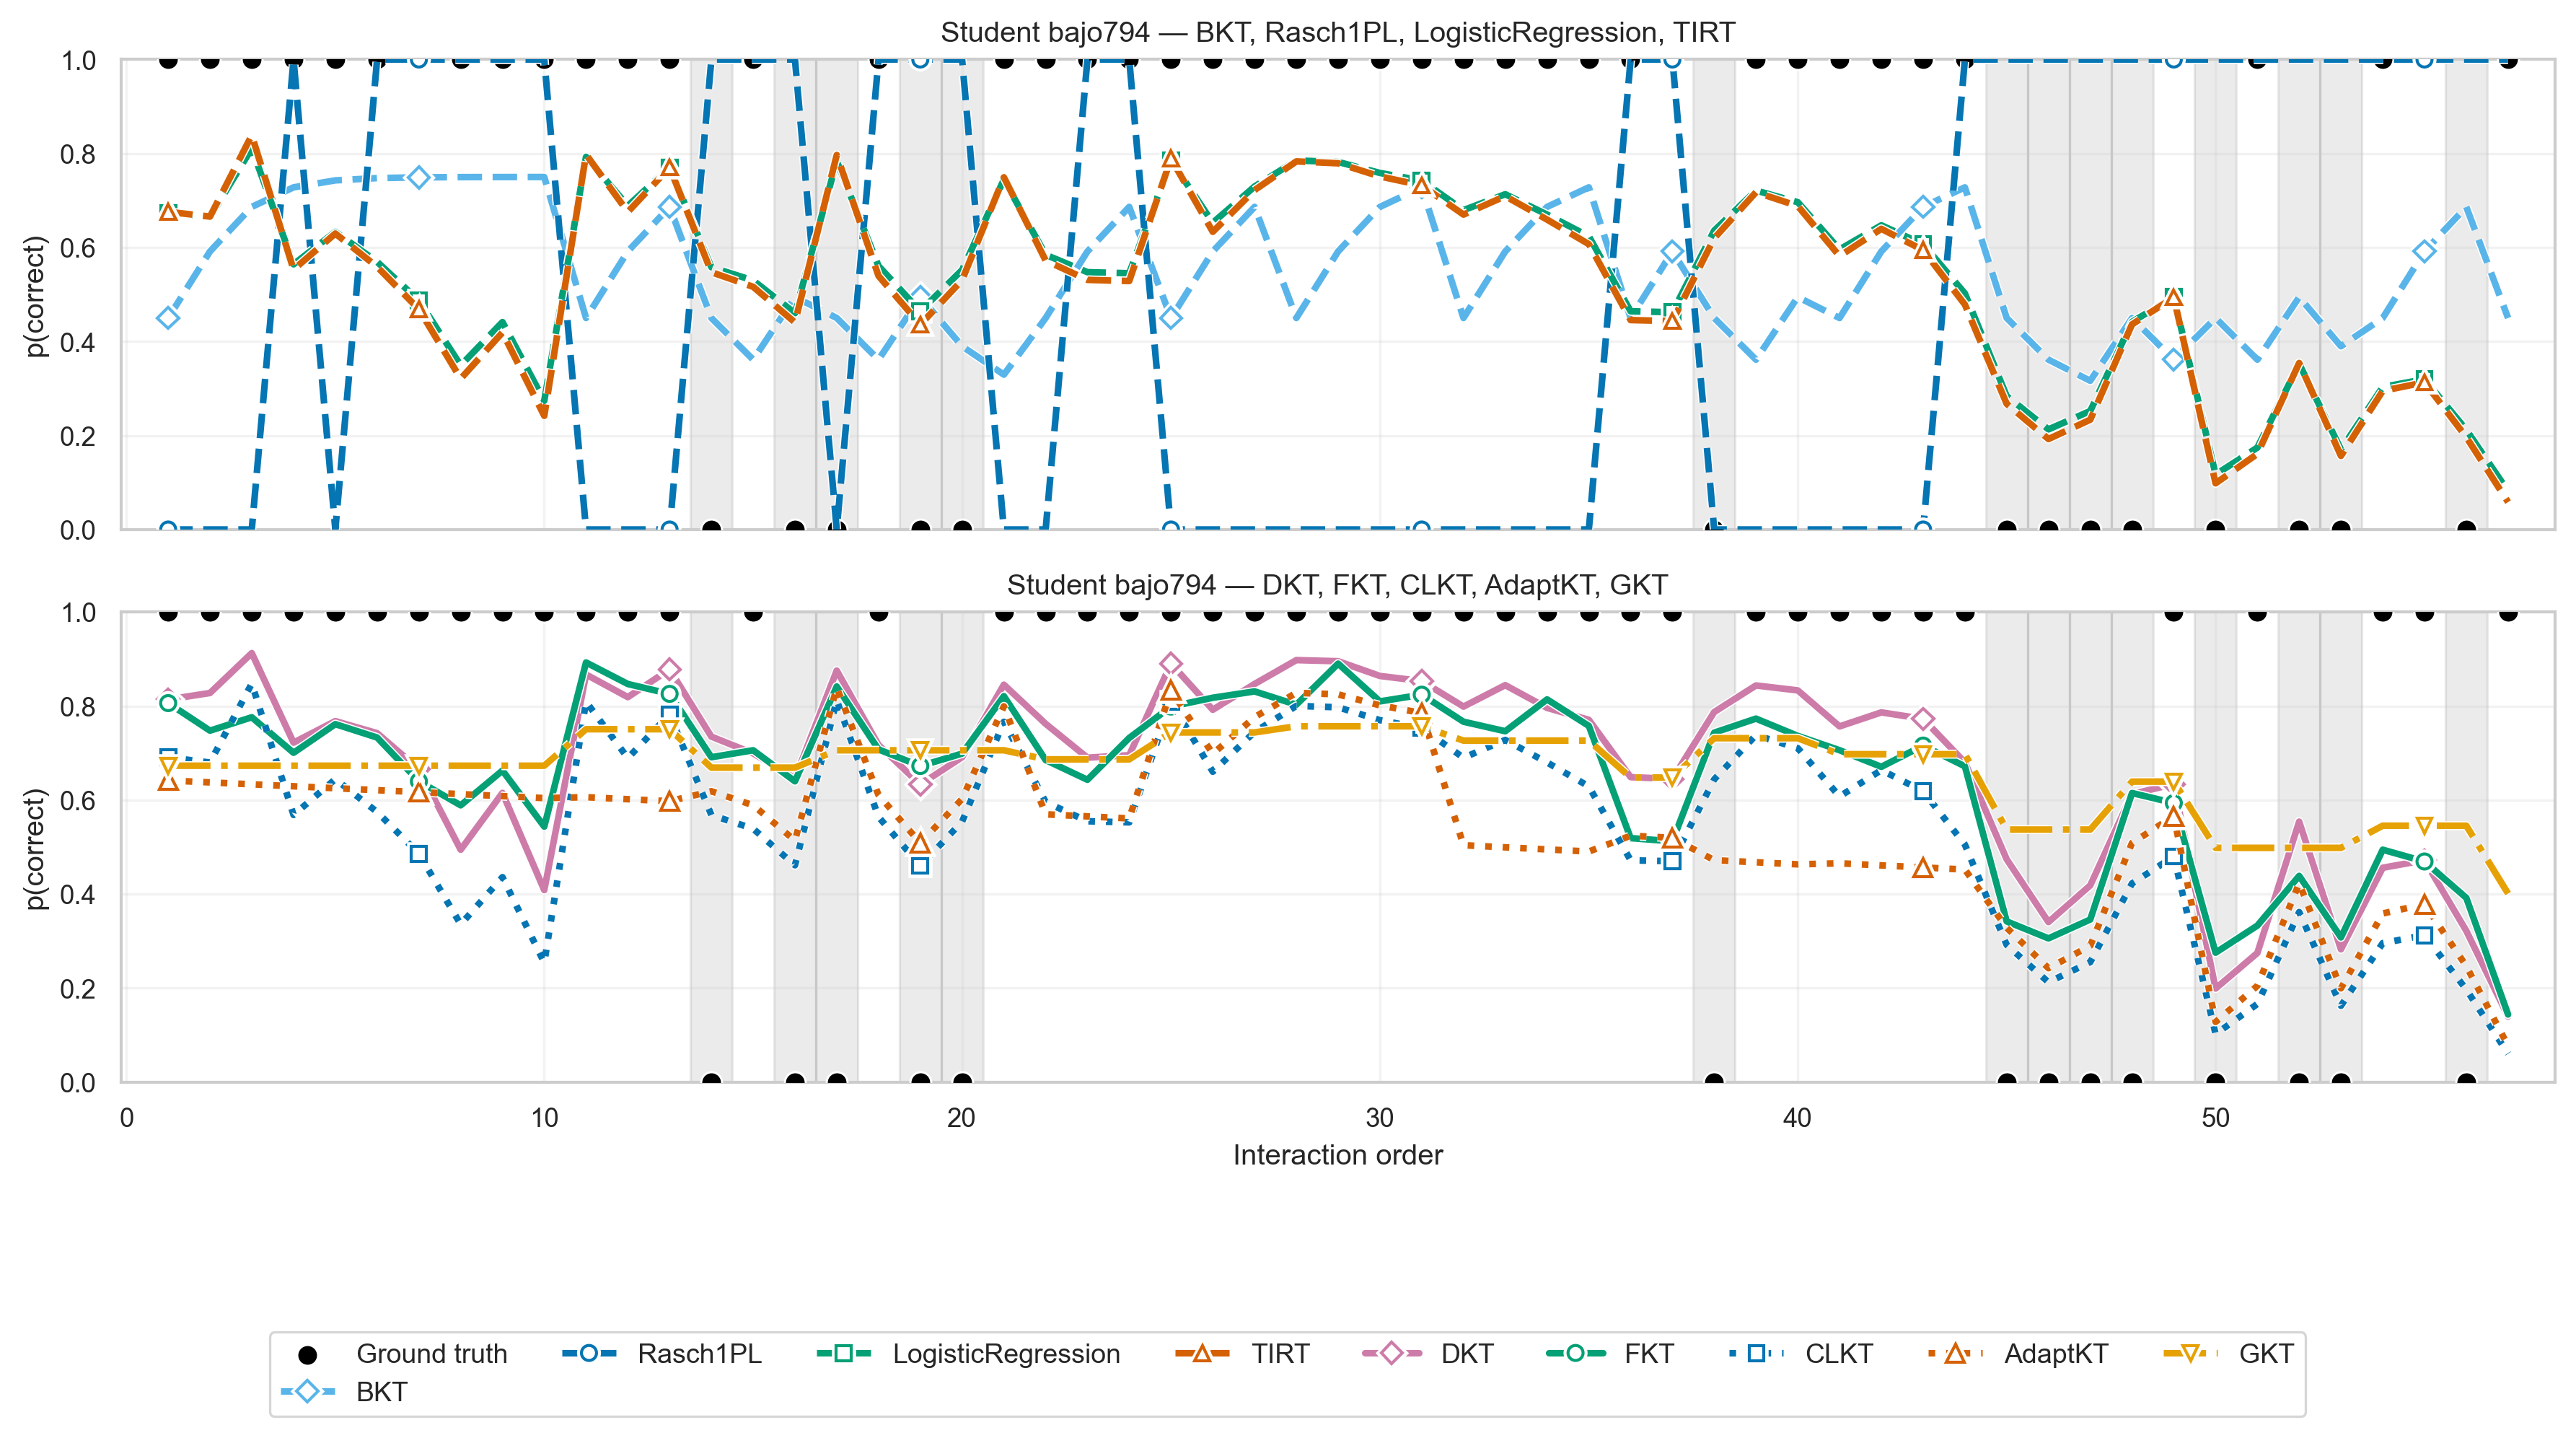 Student bajo794 — BKT, Rasch1PL, LogisticRegression, TIRT
1.0
0.8
0.6
0.4
0.2
0.0
p(correct)
Student bajo794 — DKT, FKT, CLKT, AdaptKT, GKT
1.0
0.8
0.6
0.4
0.2
0.0
p(correct)
0 10 20 30 40 50
Interaction order
Ground truth Rasch1PL LogisticRegression TIRT DKT FKT CLKT AdaptKT GKT
BKT